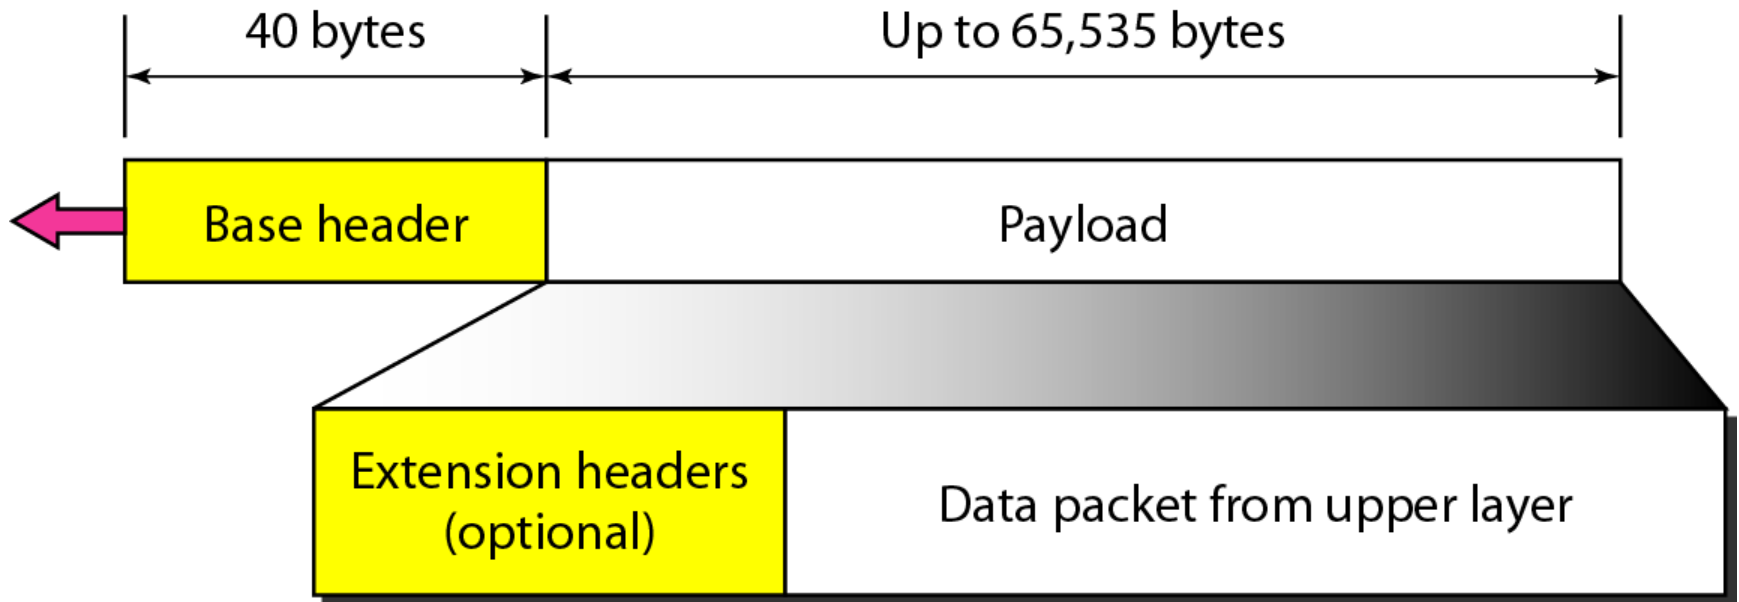 40 bytes
Up to 65,535 bytes
Base header
Payload
Extension headers
(optional)
Data packet from upper layer